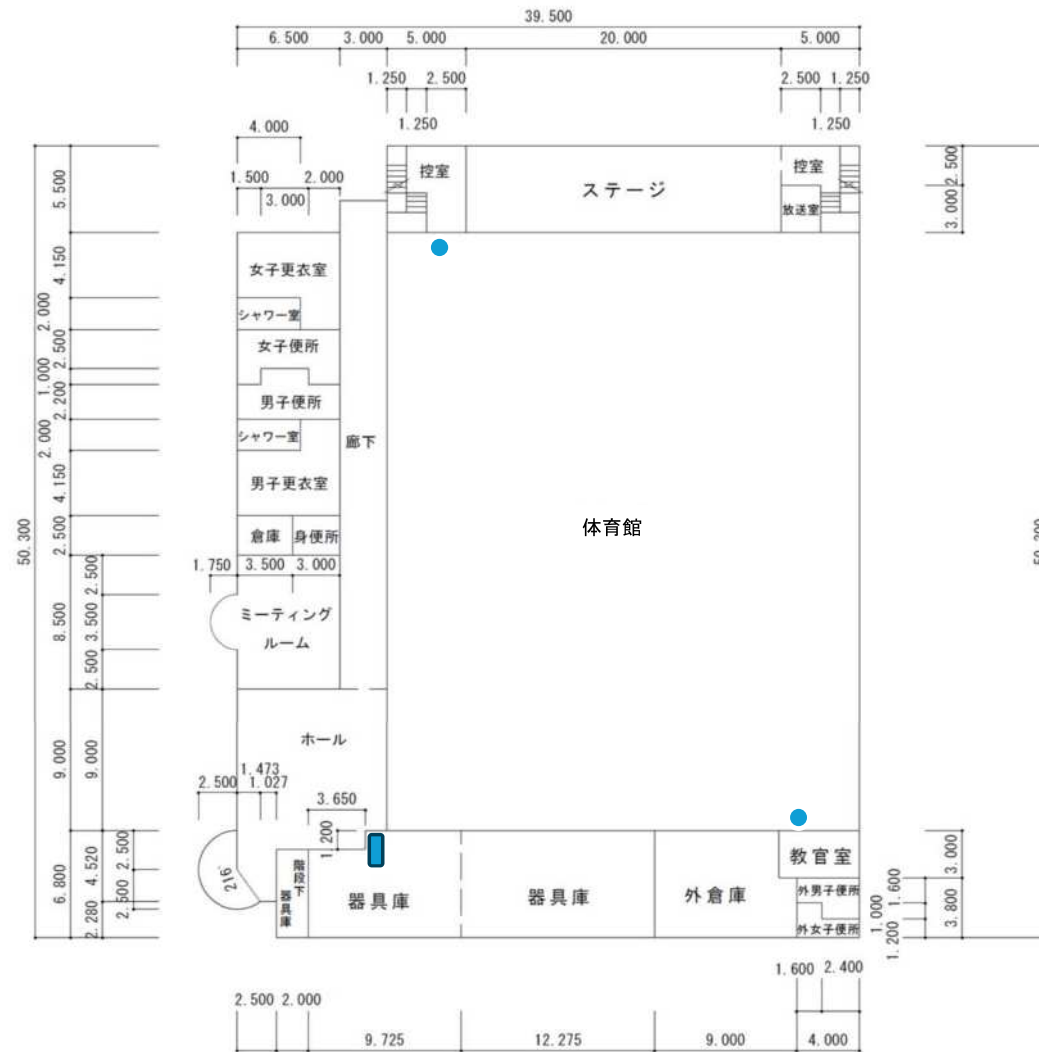 39.500
6.500 3.000 5.000 20.000 5.000
1.250 2.500 2.500 1.250
1.250 1.250
4.000
1.500 2.000
3.000
控室
ステージ
控室
放送室
5.500
2.500
3.000
女子更衣室
4.150
シャワー室
2.000
女子便所
2.500
1.000
男子便所
2.200
シャワー室
2.000
廊下
男子更衣室
4.150
倉庫 身便所
2.500
体育館
50.300
1.750 3.500 3.000
ミーティング
ルーム
8.500
2.500
3.500
2.500
ホール
9.000
9.000
1.473
2.500 1.027
3.650
1.200
216°
階段下
器具庫
器具庫
器具庫
外倉庫
教官室
外男子便所
外女子便所
6.800
4.520
2.280
2.500
2.500
3.000
1.600
1.000
3.800
1.200
1.600 2.400
2.500 2.000
9.725 12.275 9.000 4.000